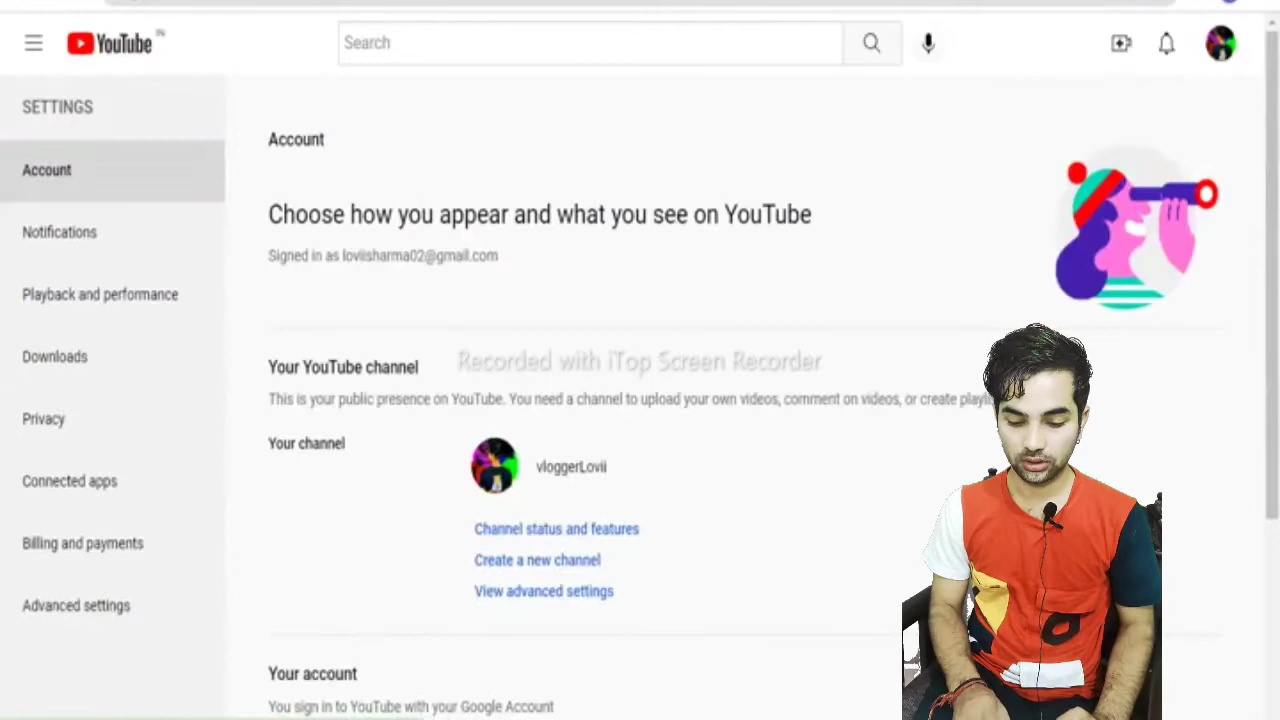 YouTube IN
Search
SETTINGS
Account
Notifications
Playback and performance
Downloads
Privacy
Connected apps
Billing and payments
Advanced settings
Account
Choose how you appear and what you see on YouTube
Signed in as loviisharma02@gmail.com
Your YouTube channel
Recorded with iTop Screen Recorder
This is your public presence on YouTube. You need a channel to upload your own videos, comment on videos, or create
Your channel
vloggerLovii
Channel status and features
Create a new channel
View advanced settings
Your account
You sign in to YouTube with your Google Account